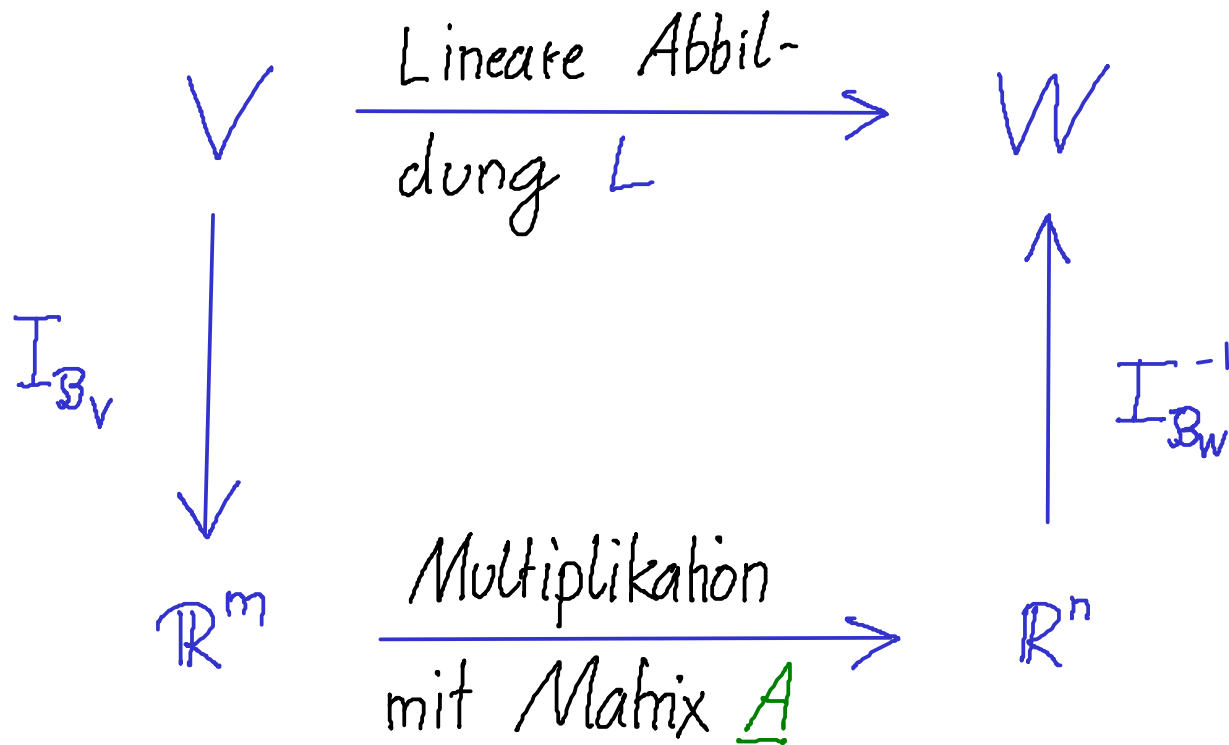 V Lineare Abbil- W
dung L
I_{B_V} I_{B_W}^{-1}
ℝ^m Multiplikation ℝ^n
mit Matrix A